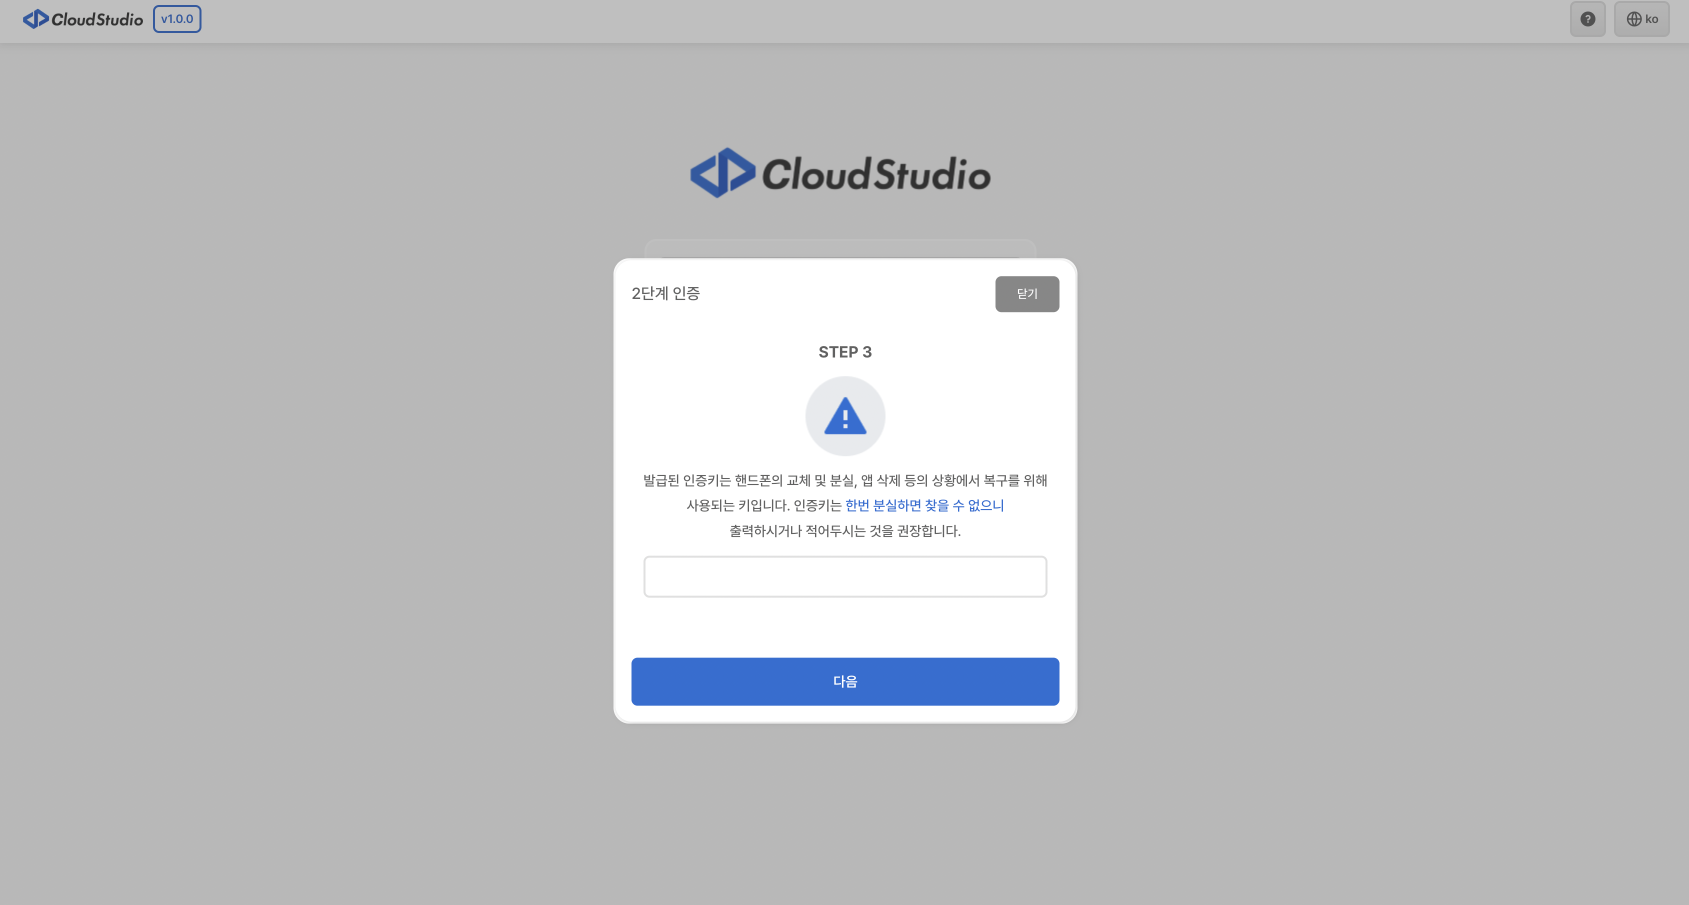 CloudStudio
v1.0.0
ko
CloudStudio
2단계 인증
닫기
STEP 3
발급된 인증키는 핸드폰의 교체 및 분실, 앱 삭제 등의 상황에서 복구를 위해
사용되는 키입니다. 인증키는 한번 분실하면 찾을 수 없으니
출력하시거나 적어두시는 것을 권장합니다.
다음